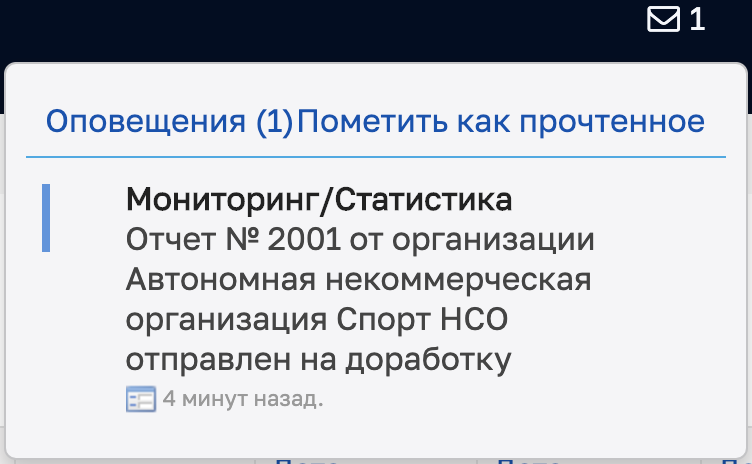 1
Оповещения (1)Пометить как прочтенное
Мониторинг/Статистика
Отчет № 2001 от организации
Автономная некоммерческая
организация Спорт НСО
отправлен на доработку
4 минут назад.